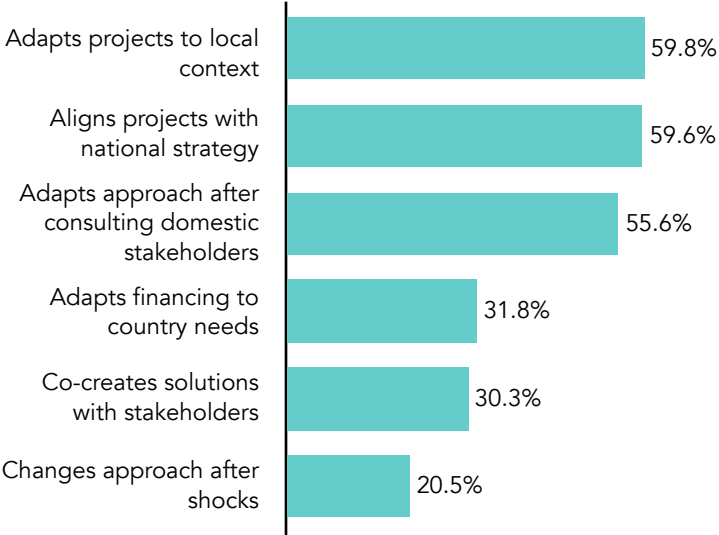 Adapts projects to local
context
59.8%
Aligns projects with
national strategy
59.6%
Adapts approach after
consulting domestic
stakeholders
55.6%
Adapts financing to
country needs
31.8%
Co-creates solutions
with stakeholders
30.3%
Changes approach after
shocks
20.5%